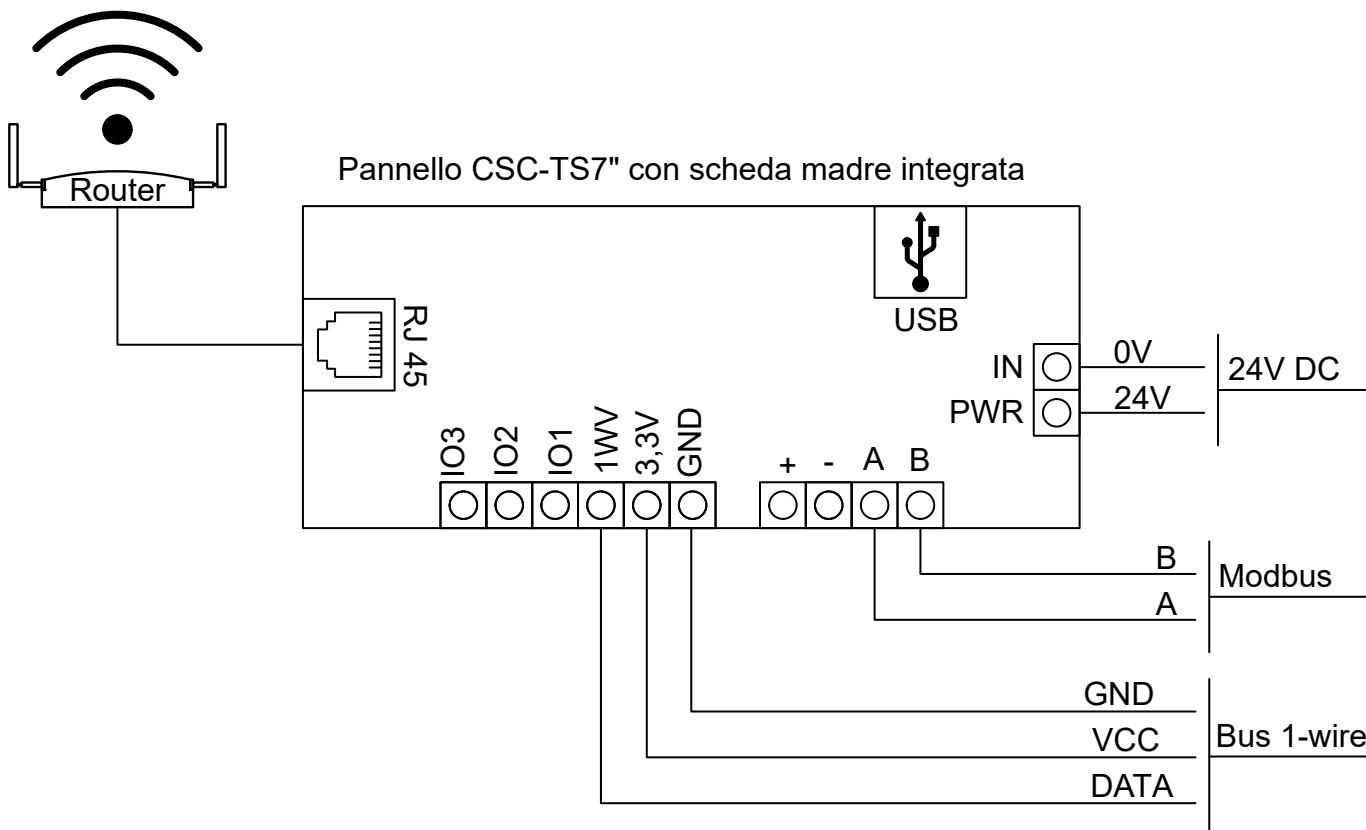 Router
Pannello CSC-TS7" con scheda madre integrata
RJ 45
USB
IN
0V
24V DC
PWR
24V
IO3
IO2
IO1
1WV
3,3V
GND
+
-
A
B
B
Modbus
A
GND
VCC
Bus 1-wire
DATA